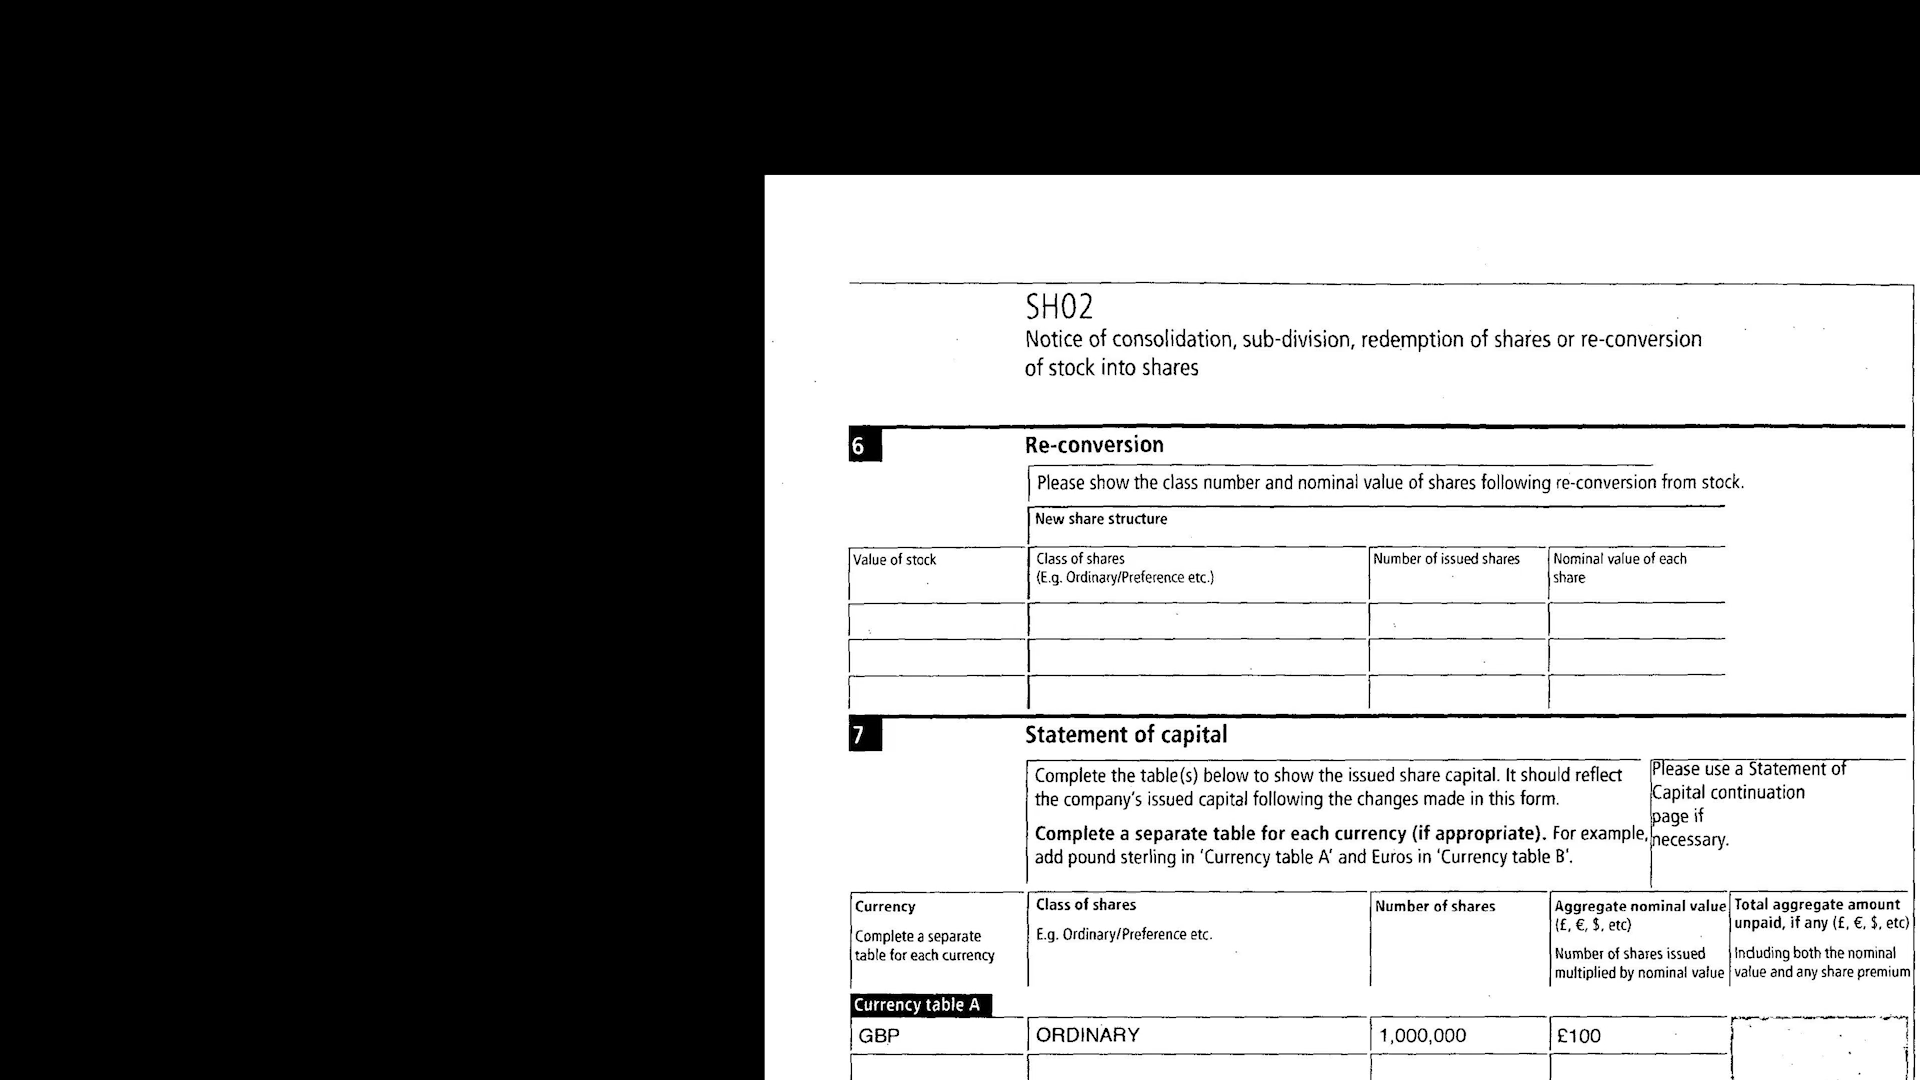 SH02
Notice of consolidation, sub-division, redemption of shares or re-conversion
of stock into shares
6
Re-conversion
Please show the class number and nominal value of shares following re-conversion from stock.
New share structure
Value of stock
Class of shares
(E.g. Ordinary/Preference etc.)
Number of issued shares
Nominal value of each
share
7
Statement of capital
Complete the table(s) below to show the issued share capital. It should reflect
the company's issued capital following the changes made in this form.
Complete a separate table for each currency (if appropriate). For example,
add pound sterling in 'Currency table A' and Euros in 'Currency table B'.
Please use a Statement of
Capital continuation
page if
necessary.
Currency
Complete a separate
table for each currency
Class of shares
E.g. Ordinary/Preference etc.
Number of shares
Aggregate nominal value
(£, €, $, etc)
Number of shares issued
multiplied by nominal value
Total aggregate amount
unpaid, if any (£, €, $, etc)
Including both the nominal
value and any share premium
Currency table A
GBP
ORDINARY
1,000,000
£100